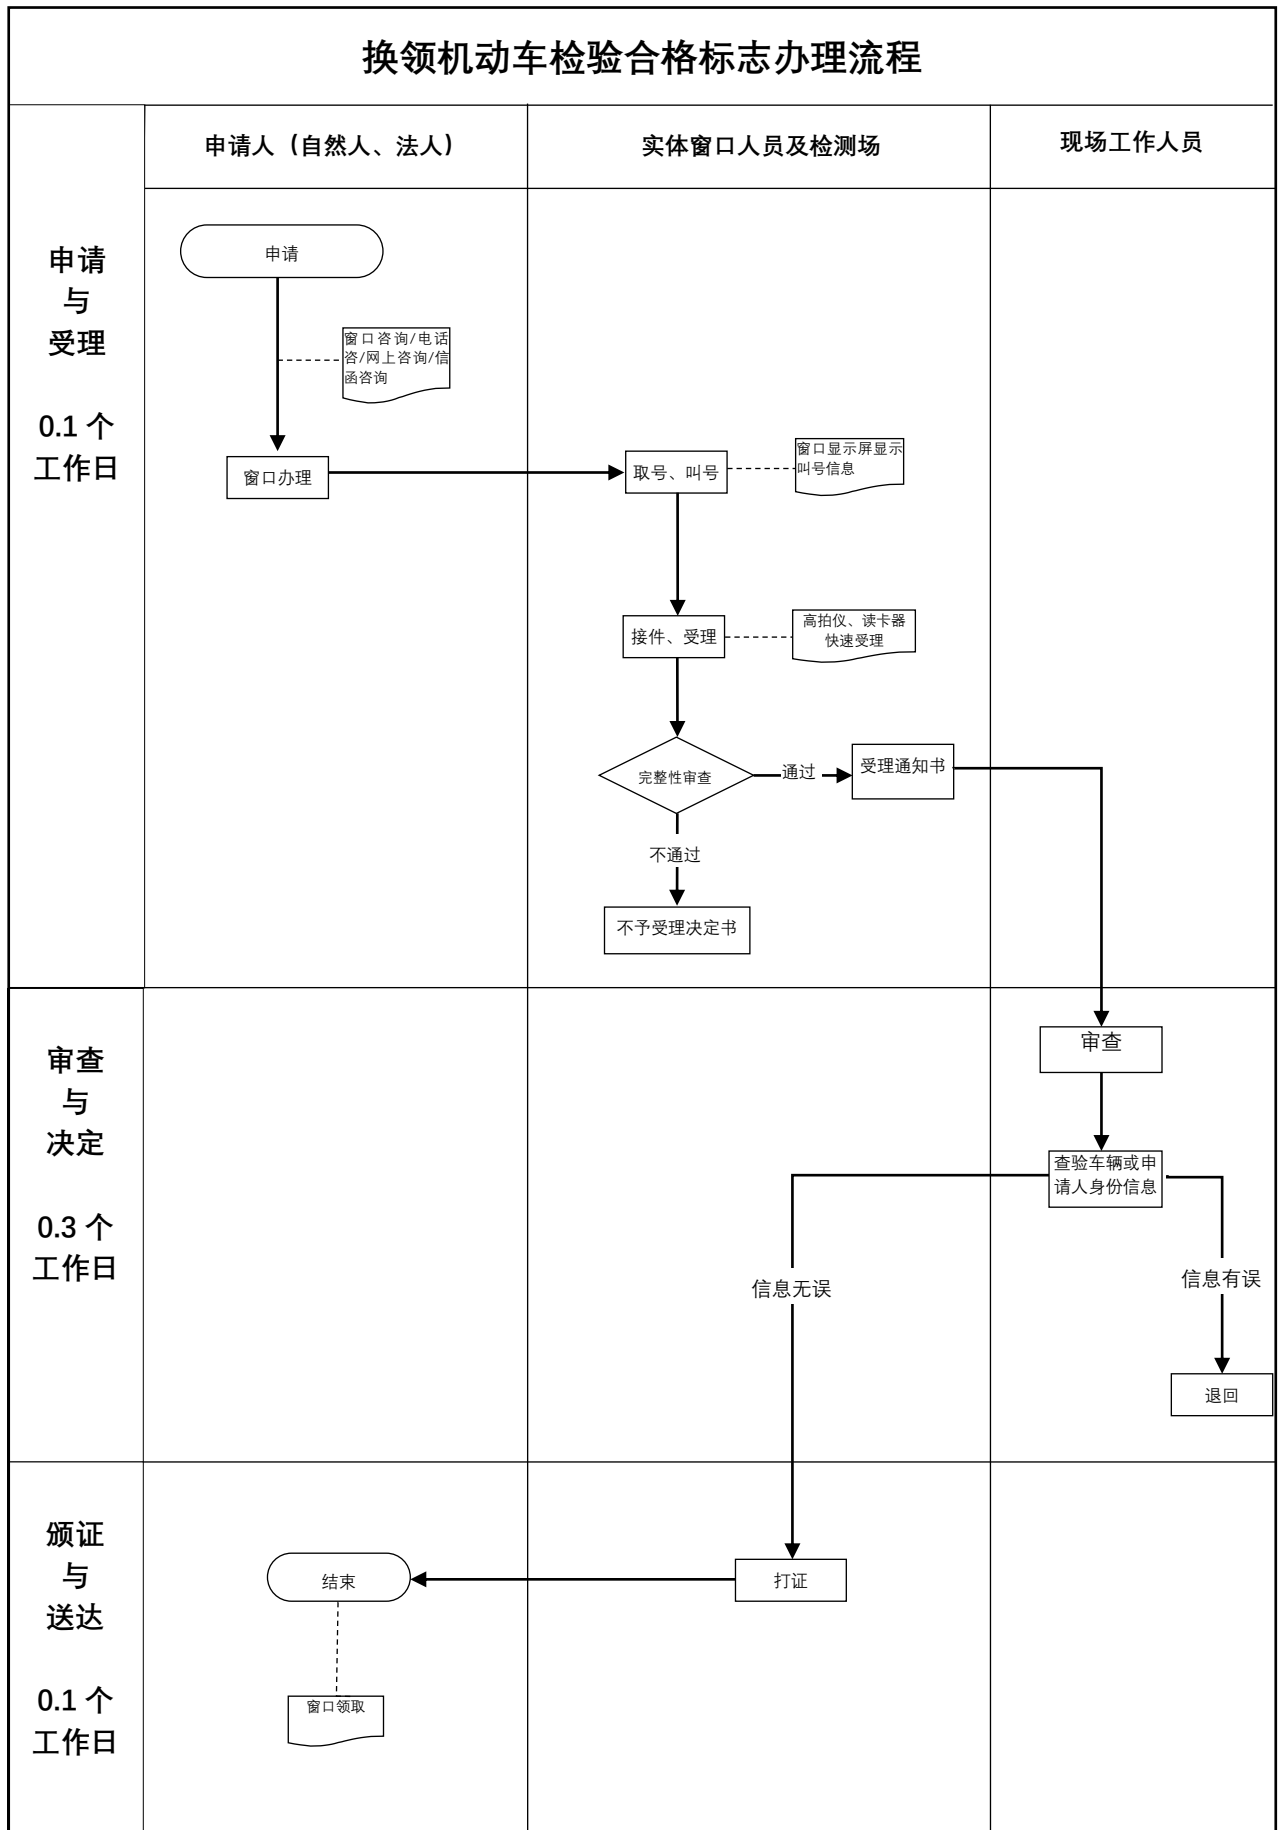 换领机动车检验合格标志办理流程
申请人（自然人、法人）
实体窗口人员及检测场
现场工作人员
申请
与
受理
0.1 个
工作日
申请
窗口咨询/电话
咨/网上咨询/信
函咨询
窗口办理
取号、叫号
窗口显示屏显示
叫号信息
接件、受理
高拍仪、读卡器
快速受理
完整性审查
通过
受理通知书
不通过
不予受理决定书
审查
与
决定
0.3 个
工作日
审查
查验车辆或申
请人身份信息
信息无误
信息有误
退回
颁证
与
送达
0.1 个
工作日
结束
打证
窗口领取